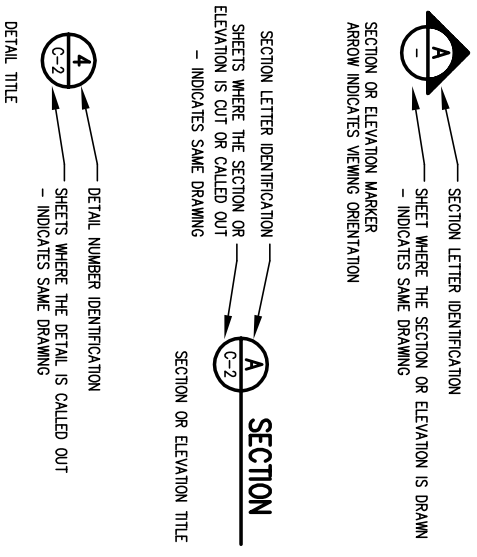 A
-
SECTION LETTER IDENTIFICATION
SHEET WHERE THE SECTION OR ELEVATION IS DRAWN
- INDICATES SAME DRAWING
SECTION OR ELEVATION MARKER
ARROW INDICATES VIEWING ORIENTATION
SECTION LETTER IDENTIFICATION
SHEETS WHERE THE SECTION OR
ELEVATION IS CUT OR CALLED OUT
- INDICATES SAME DRAWING
A
C-2
SECTION
SECTION OR ELEVATION TITLE
4
C-2
DETAIL NUMBER IDENTIFICATION
SHEETS WHERE THE DETAIL IS CALLED OUT
- INDICATES SAME DRAWING
DETAIL TITLE